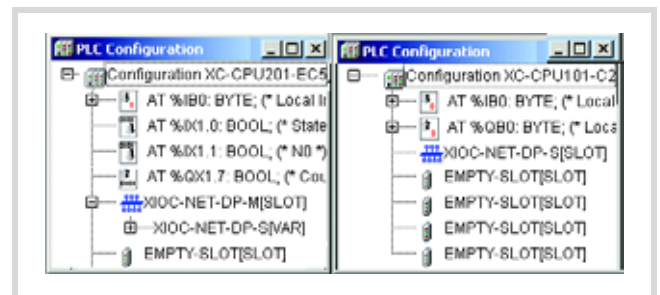 PLC Configuration
Configuration XC-CPU201-EC5
AT %IB0: BYTE; (* Local
AT %IX1.0: BOOL; (* State
AT %IX1.1: BOOL; (* N0 *)
AT %QX1.7: BOOL; (* Cou
XIOC-NET-DP-M[SLOT]
XIOC-NET-DP-S[VAR]
EMPTY-SLOT[SLOT]
PLC Configuration
Configuration XC-CPU101-C2
AT %IB0: BYTE; (* Local
AT %QB0: BYTE; (* Loca
XIOC-NET-DP-S[SLOT]
EMPTY-SLOT[SLOT]
EMPTY-SLOT[SLOT]
EMPTY-SLOT[SLOT]
EMPTY-SLOT[SLOT]